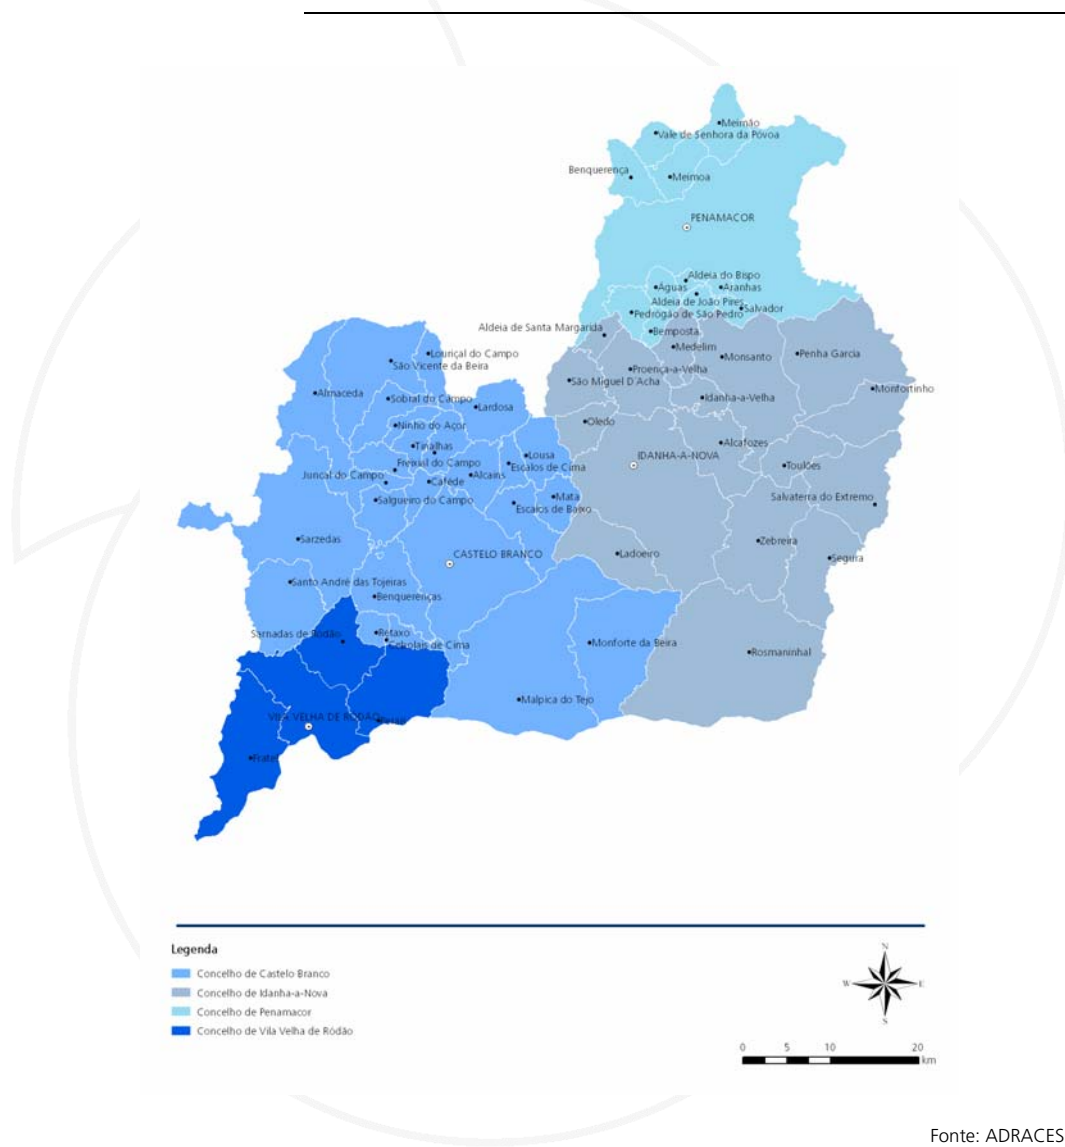 Meimão
Vale de Senhora da Póvoa
Benquerença
Meimoa
PENAMACOR
Aldeia do Bispo
Águas
Aranhas
Aldeia de João Pires
Salvador
Pedrógão de São Pedro
Aldeia de Santa Margarida
Bemposta
Medelim
Louriçal do Campo
Monsanto
Penha Garcia
São Vicente da Beira
Proença-a-Velha
São Miguel D'Acha
Monfortinho
Almaceda
Sobral do Campo
Idanha-a-Velha
Lardosa
Oledo
Ninho do Açor
Tinalhas
Alcafozes
Lousa
IDANHA-A-NOVA
Freixial do Campo
Escalos de Cima
Toulões
Juncal do Campo
Alcains
Cafede
Salgueiro do Campo
Mata
Salvaterra do Extremo
Escalos de Baixo
Sarzedas
Zebreira
CASTELO BRANCO
Ladoeiro
Segura
Santo André das Tojeiras
Benquerenças
Retaxo
Sarnadas de Ródão
Cebolais de Cima
Monforte da Beira
Rosmaninhal
Malpica do Tejo
VILA VELHA DE RODÃO
Perais
Fratel
Legenda
Concelho de Castelo Branco
Concelho de Idanha-a-Nova
Concelho de Penamacor
Concelho de Vila Velha de Ródão
N
W
E
S
0 5 10 20
km
Fonte: ADRACES